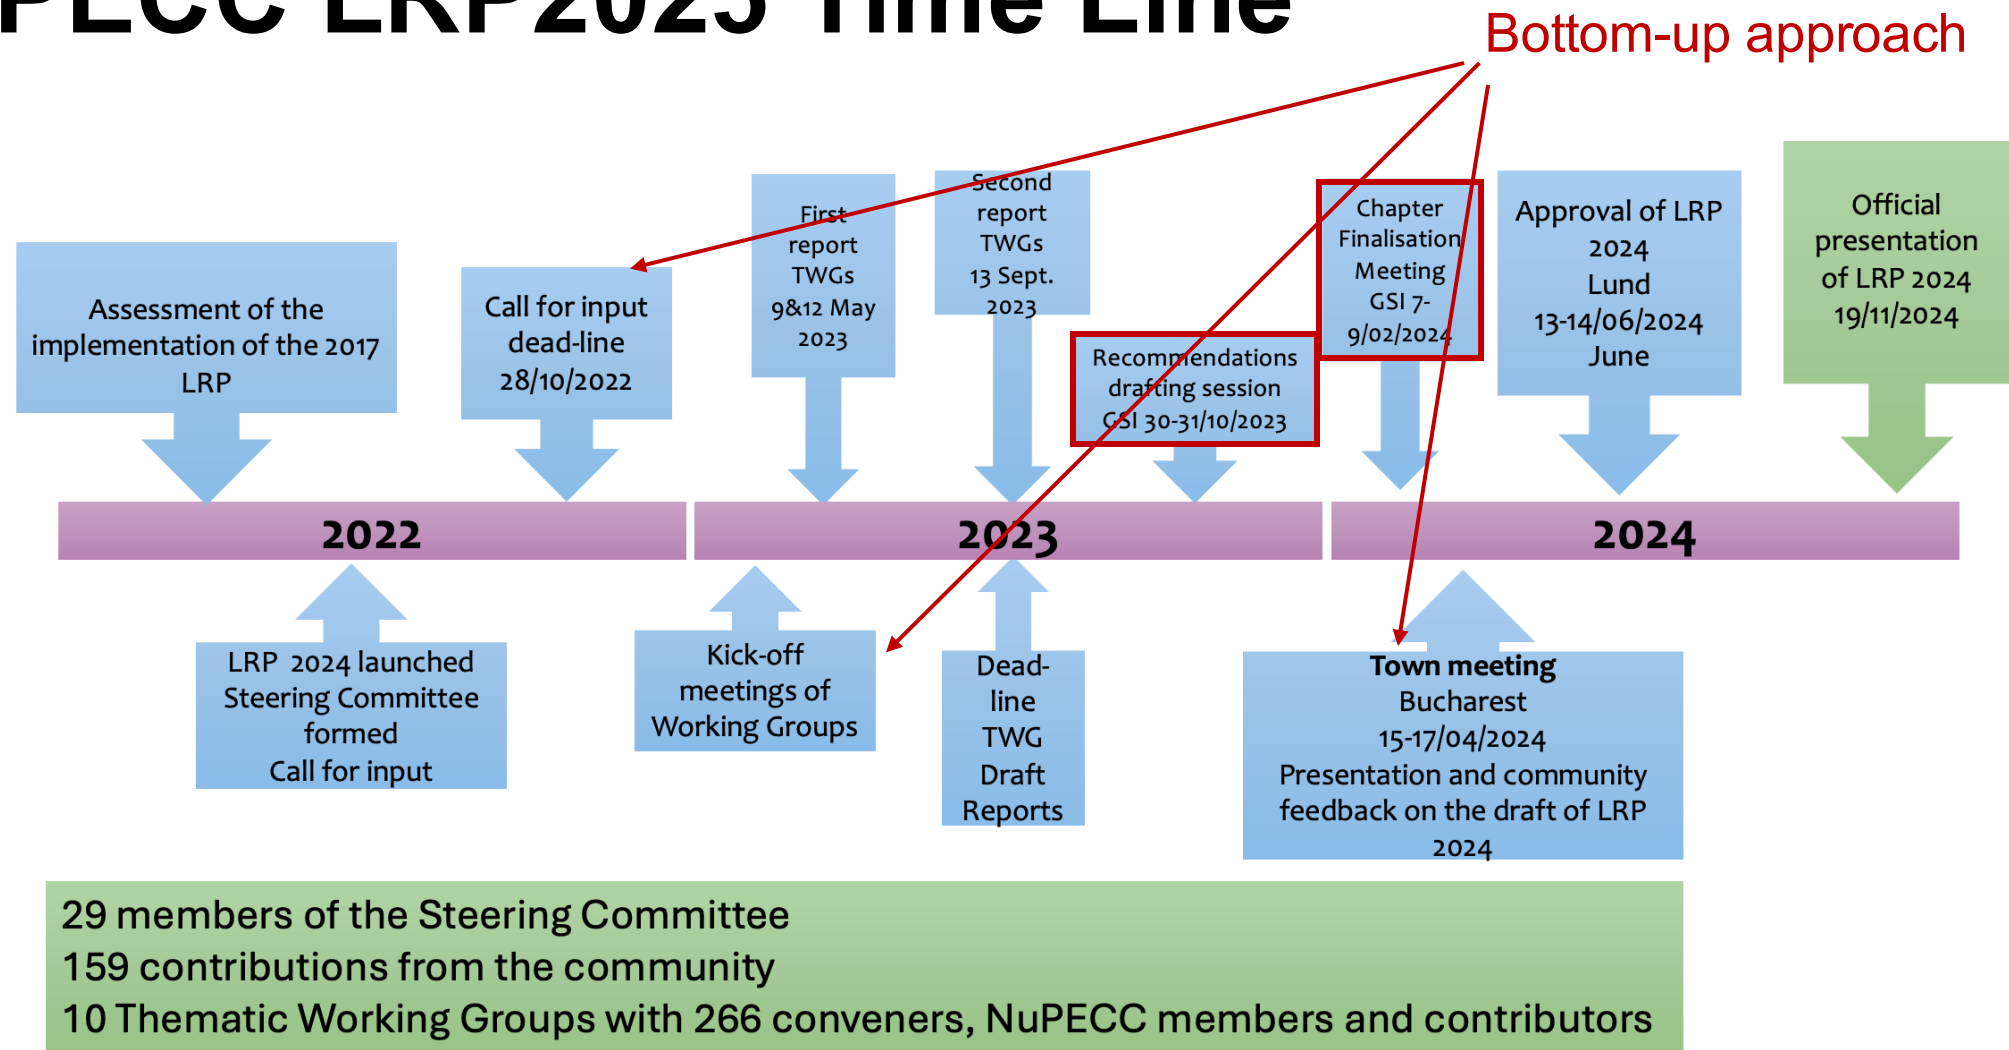 PECC LRP2025 Time Line
Bottom-up approach
Assessment of the
implementation of the 2017
LRP
Call for input
dead-line
28/10/2022
First
report
TWGs
9&12 May
2023
Second
report
TWGs
13 Sept.
2023
Recommendations
drafting session
GSI 30-31/10/2023
Chapter
Finalisation
Meeting
GSI 7-
9/02/2024
Approval of LRP
2024
Lund
13-14/06/2024
June
Official
presentation
of LRP 2024
19/11/2024
2022
2023
2024
LRP 2024 launched
Steering Committee
formed
Call for input
Kick-off
meetings of
Working Groups
Dead-
line
TWG
Draft
Reports
Town meeting
Bucharest
15-17/04/2024
Presentation and community
feedback on the draft of LRP
2024
29 members of the Steering Committee
159 contributions from the community
10 Thematic Working Groups with 266 conveners, NuPECC members and contributors